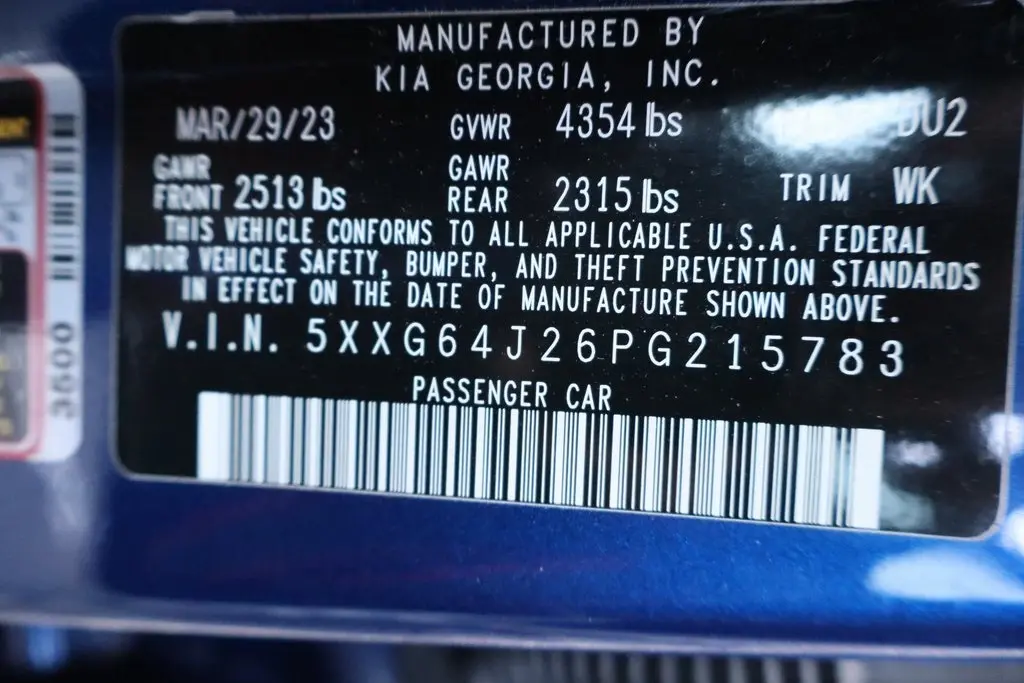 MANUFACTURED BY
KIA GEORGIA, INC.
MAR/29/23 GVWR 4354 lbs DU2
GAWR FRONT 2513 lbs GAWR REAR 2315 lbs TRIM WK
THIS VEHICLE CONFORMS TO ALL APPLICABLE U.S.A. FEDERAL
MOTOR VEHICLE SAFETY, BUMPER, AND THEFT PREVENTION STANDARDS
IN EFFECT ON THE DATE OF MANUFACTURE SHOWN ABOVE.
V.I.N. 5XXG64J26PG215783
PASSENGER CAR
3600